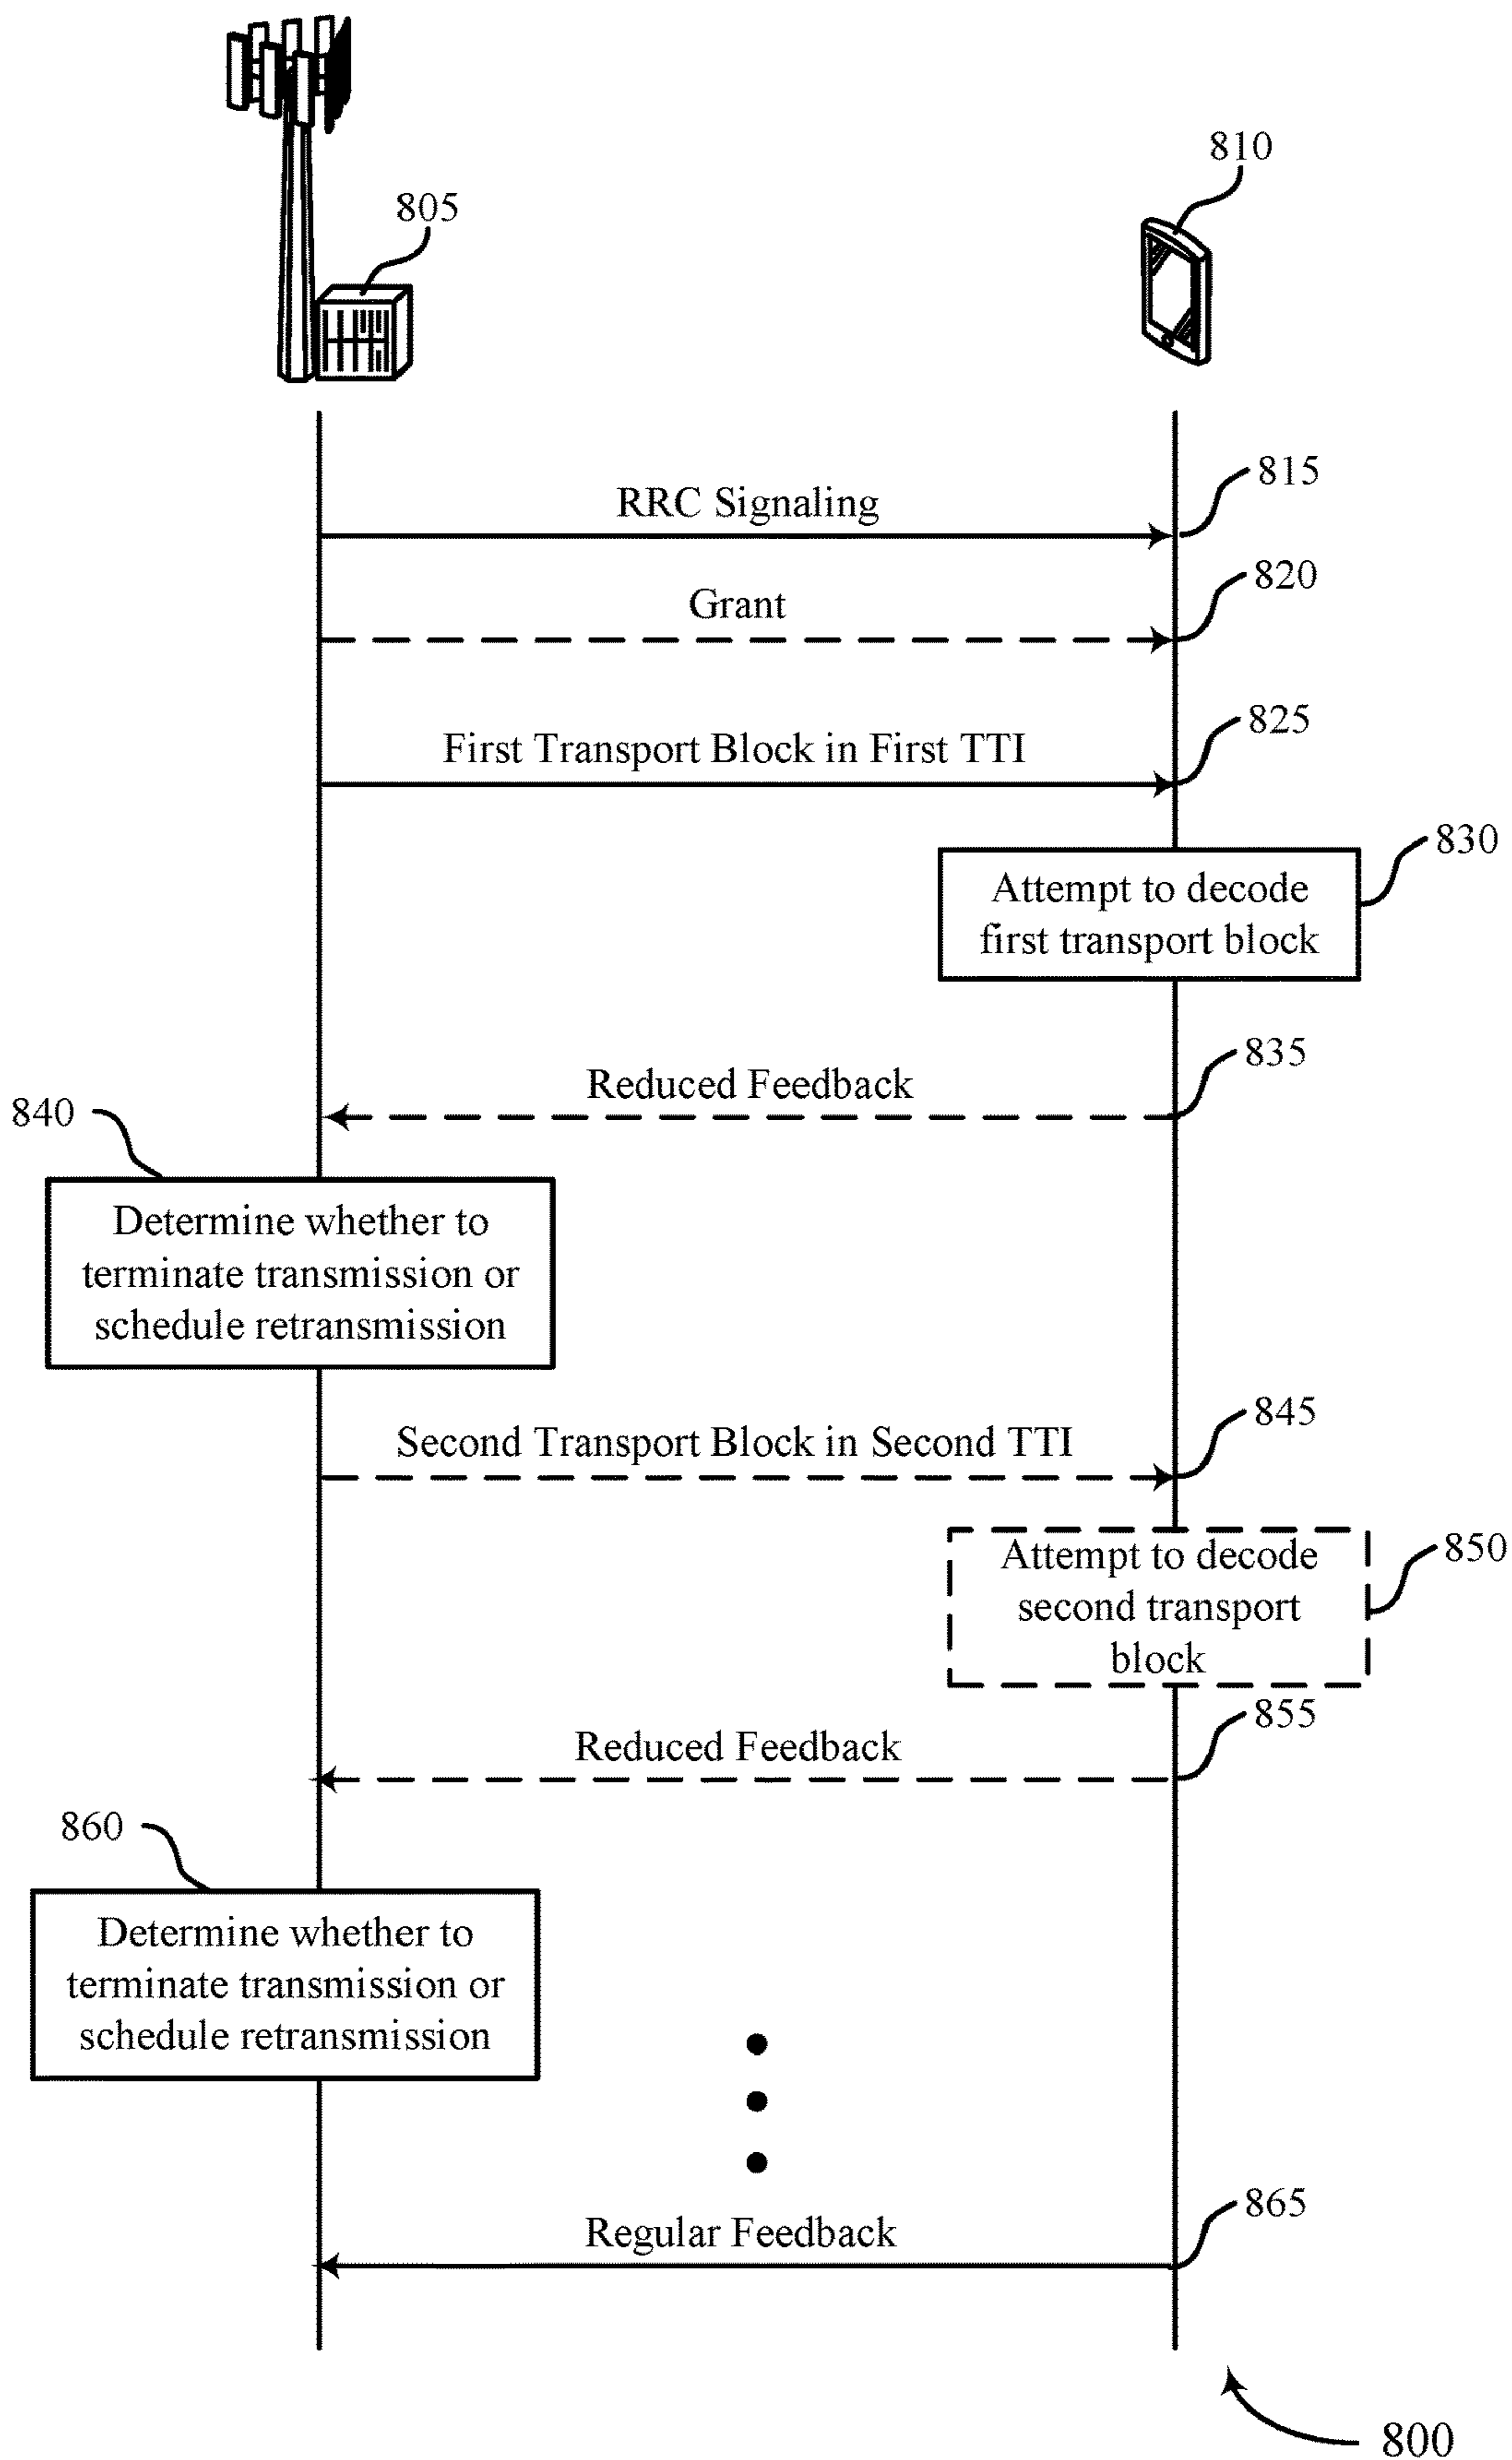 810
805
815
RRC Signaling
820
Grant
825
First Transport Block in First TTI
830
Attempt to decode
first transport block
835
Reduced Feedback
840
Determine whether to
terminate transmission or
schedule retransmission
845
Second Transport Block in Second TTI
850
Attempt to decode
second transport
block
855
Reduced Feedback
860
Determine whether to
terminate transmission or
schedule retransmission
865
Regular Feedback
800